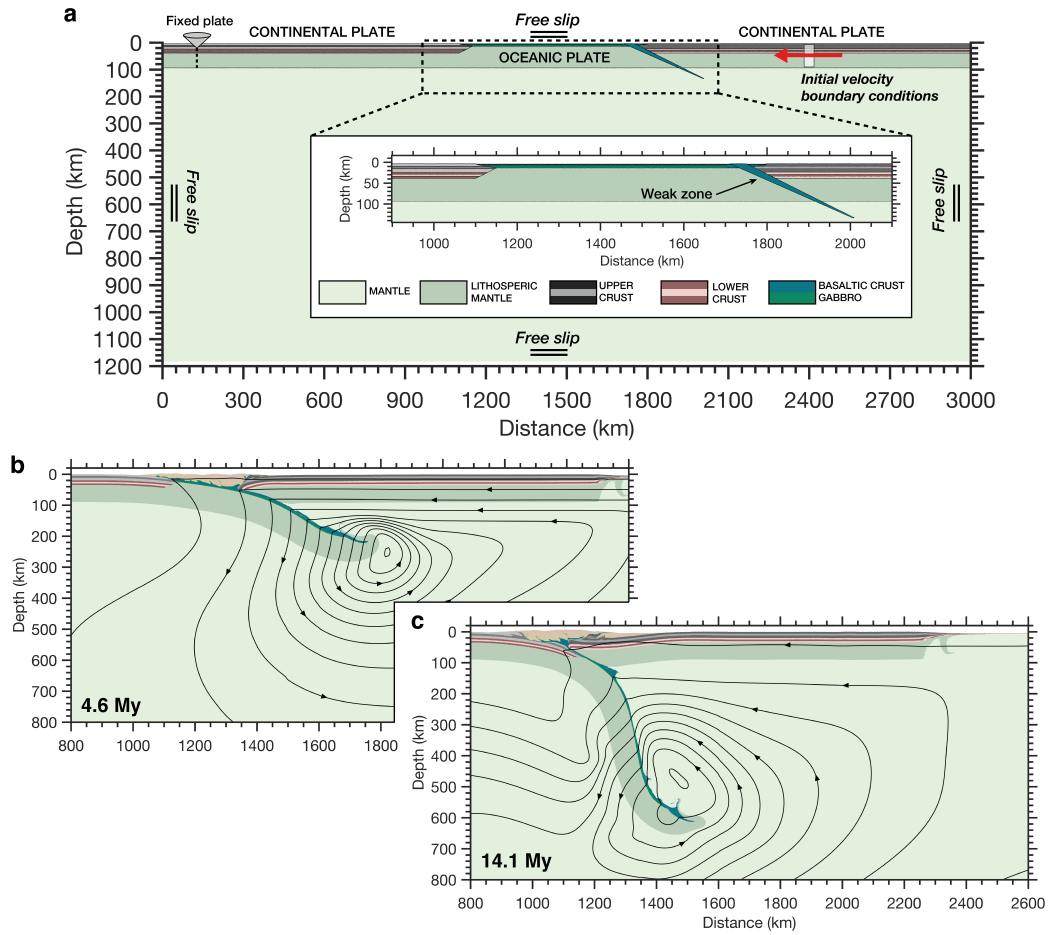 a
Fixed plate
CONTINENTAL PLATE
Free slip
CONTINENTAL PLATE
OCEANIC PLATE
Initial velocity
boundary conditions
0
100
200
300
400
500
600
700
800
900
1000
1100
1200
Depth (km)
Free slip
Free slip
0
50
100
Depth (km)
Weak zone
1000 1200 1400 1600 1800 2000
Distance (km)
MANTLE
LITHOSPERIC
MANTLE
UPPER
CRUST
LOWER
CRUST
BASALTIC CRUST
GABBRO
Free slip
0 300 600 900 1200 1500 1800 2100 2400 2700 3000
Distance (km)
b
0
100
200
300
400
500
600
700
800
Depth (km)
4.6 My
800 1000 1200 1400 1600 1800
c
0
100
200
300
400
500
600
700
800
Depth (km)
14.1 My
800 1000 1200 1400 1600 1800 2000 2200 2400 2600
Distance (km)